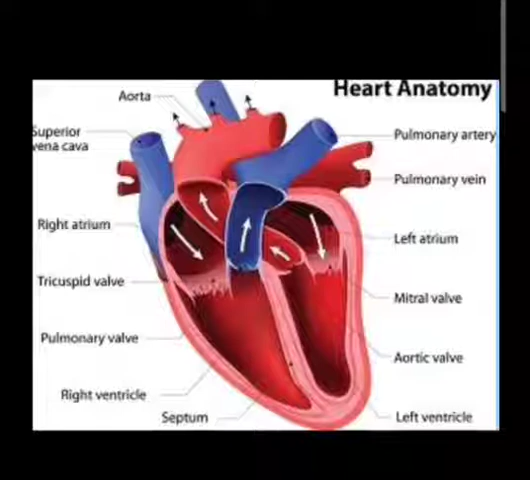 Heart Anatomy
Aorta
Superior
vena cava
Right atrium
Tricuspid valve
Pulmonary valve
Right ventricle
Septum
Pulmonary artery
Pulmonary vein
Left atrium
Mitral valve
Aortic valve
Left ventricle